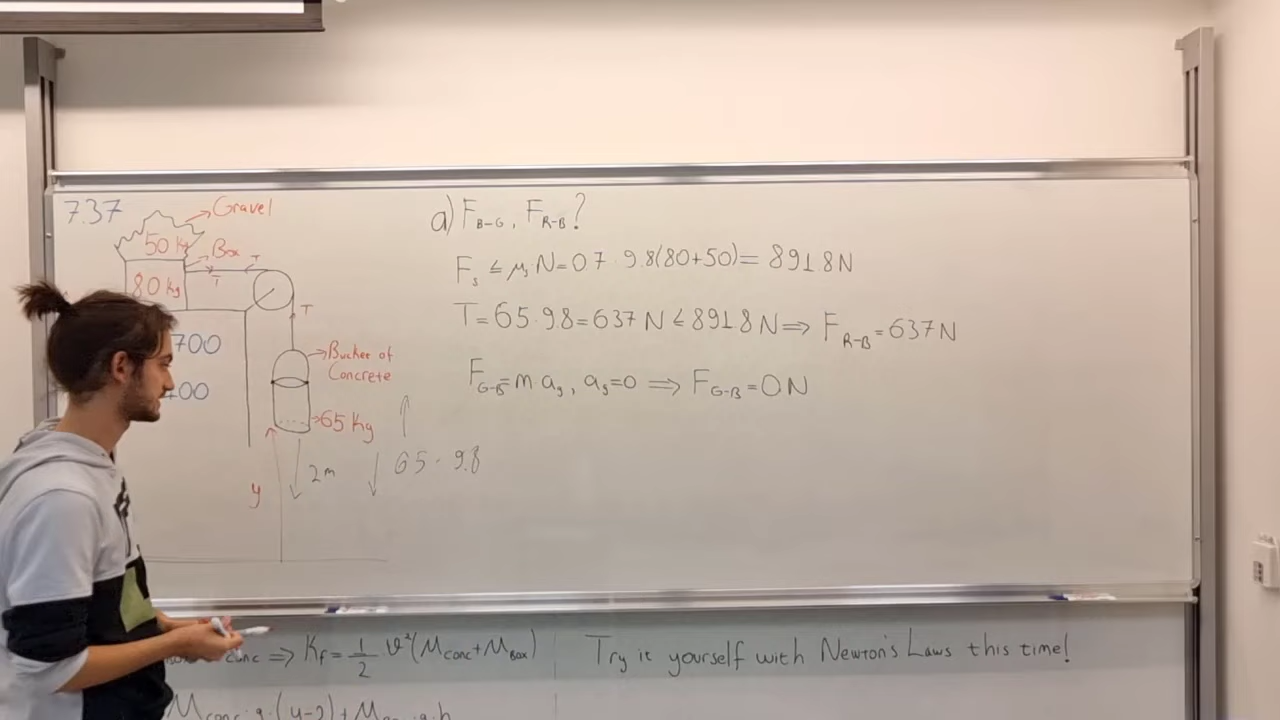 7.37
Gravel
50 Kg
Box
T
T
80 kg
T
700
Bucket of
Concrete
65 Kg
2m
y
65 · 9.8
a) F_B-G, F_R-B?
F_s ≤ μ_s N = 0.7 · 9.8(80+50) = 891.8 N
T = 65 · 9.8 = 637 N ≤ 891.8 N ⇒ F_R-B = 637 N
F_G-B = m a_g, a_g = 0 ⇒ F_G-B = 0 N
conc ⇒ K_f = 1/2 v²(M_conc + M_Box)
Try it yourself with Newton's Laws this time!
M_conc · g · (y-2) +